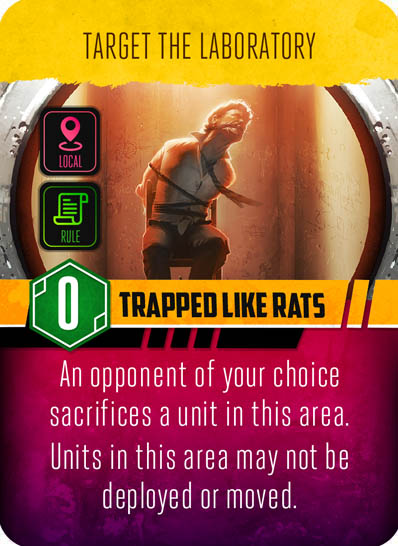 TARGET THE LABORATORY
LOCAL
RULE
0
TRAPPED LIKE RATS
An opponent of your choice
sacrifices a unit in this area.
Units in this area may not be
deployed or moved.